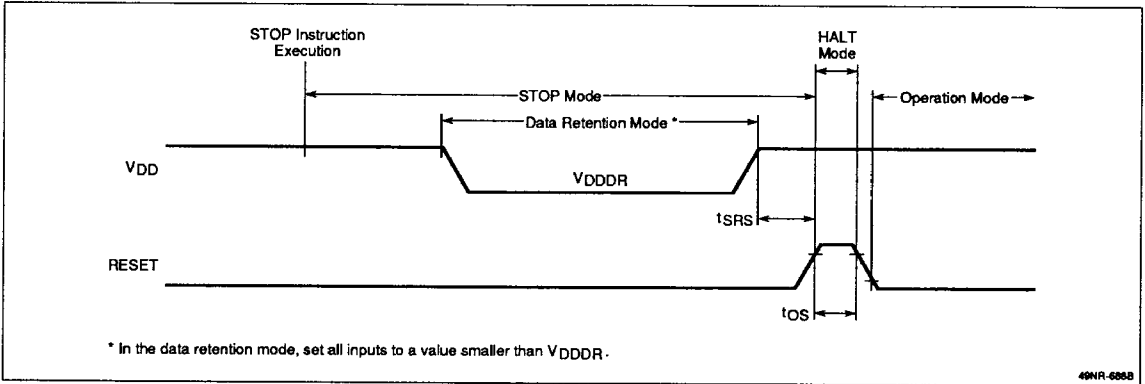 STOP Instruction
Execution
HALT
Mode
STOP Mode
Operation Mode
Data Retention Mode *
VDD
VDDDR
tSRS
RESET
tOS
* In the data retention mode, set all inputs to a value smaller than VDDDR.
49NR-688B